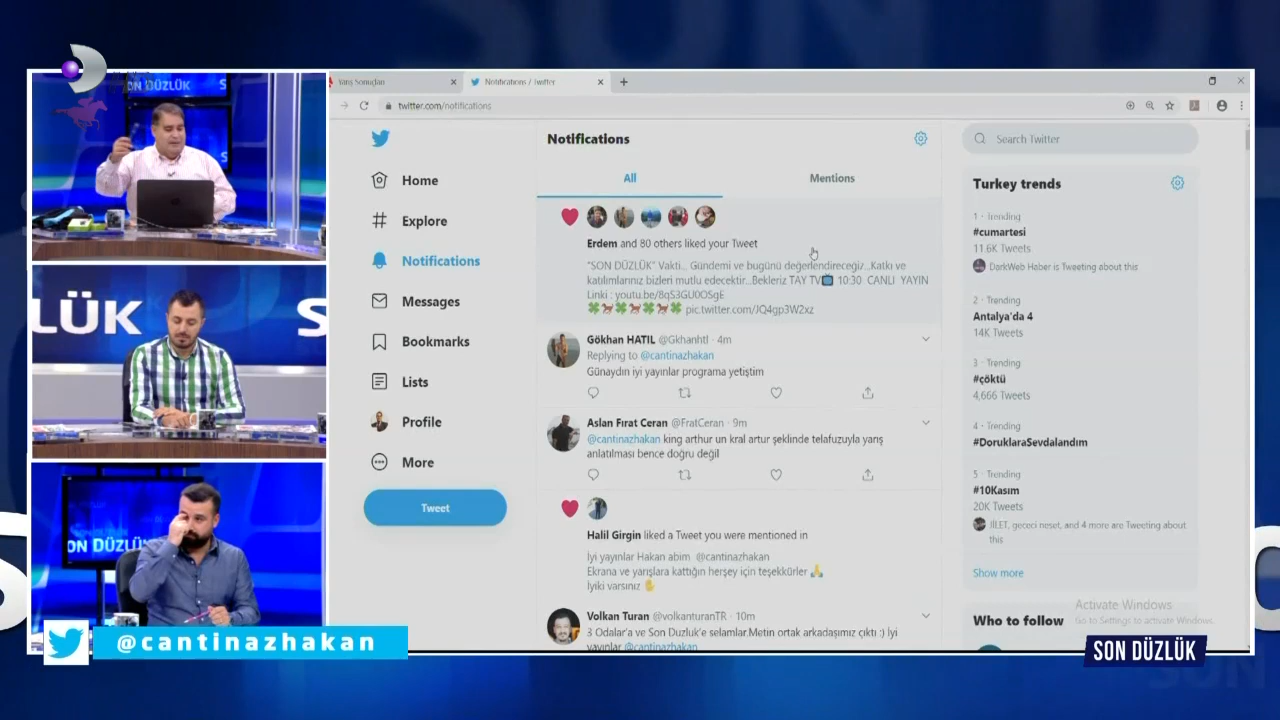 ON DÜZLÜK
S
LÜK
S
ON DÜZLÜK
@cantinazhakan
Yarış Sonuçları
Notifications / Twitter
twitter.com/notifications
Home
Explore
Notifications
Messages
Bookmarks
Lists
Profile
More
Tweet
Notifications
All
Mentions
Erdem and 80 others liked your Tweet
"SON DÜZLÜK" Vakti... Gündemi ve bugünü değerlendireceğiz...Katkı ve
katılımlarınız bizleri mutlu edecektir...Bekleriz TAY TV📺 10:30 CANLI YAYIN
Linki : youtu.be/8qS3GU0OSgE
🍀🐎🍀🐎🍀🐎🍀 pic.twitter.com/JQ4gp3W2xz
Gökhan HATIL @Gkhanhtl · 4m
Replying to @cantinazhakan
Günaydın iyi yayınlar programa yetiştim
Aslan Fırat Ceran @FratCeran · 9m
@cantinazhakan king arthur un kral artur şeklinde telafuzuyla yarış
anlatılması bence doğru değil
Halil Girgin liked a Tweet you were mentioned in
İyi yayınlar Hakan abim @cantinazhakan
Ekrana ve yarışlara kattığın herşey için teşekkürler 🙏
Iyiki varsınız ✋
Volkan Turan @volkanturanTR · 10m
3 Odalar'a ve Son Duzluk'e selamlar.Metin ortak arkadaşımız çıktı :) İyi
yayınlar @cantinazhakan
Search Twitter
Turkey trends
1 · Trending
#cumartesi
11.6K Tweets
DarkWeb Haber is Tweeting about this
2 · Trending
Antalya'da 4
14K Tweets
3 · Trending
#çöktü
4,666 Tweets
4 · Trending
#DoruklaraSevdalandım
5 · Trending
#10Kasım
20K Tweets
JILET, gececi neset, and 4 more are Tweeting about
this
Show more
Who to follow
Activate Windows
Go to Settings to activate Windows.
SON DÜZLÜK